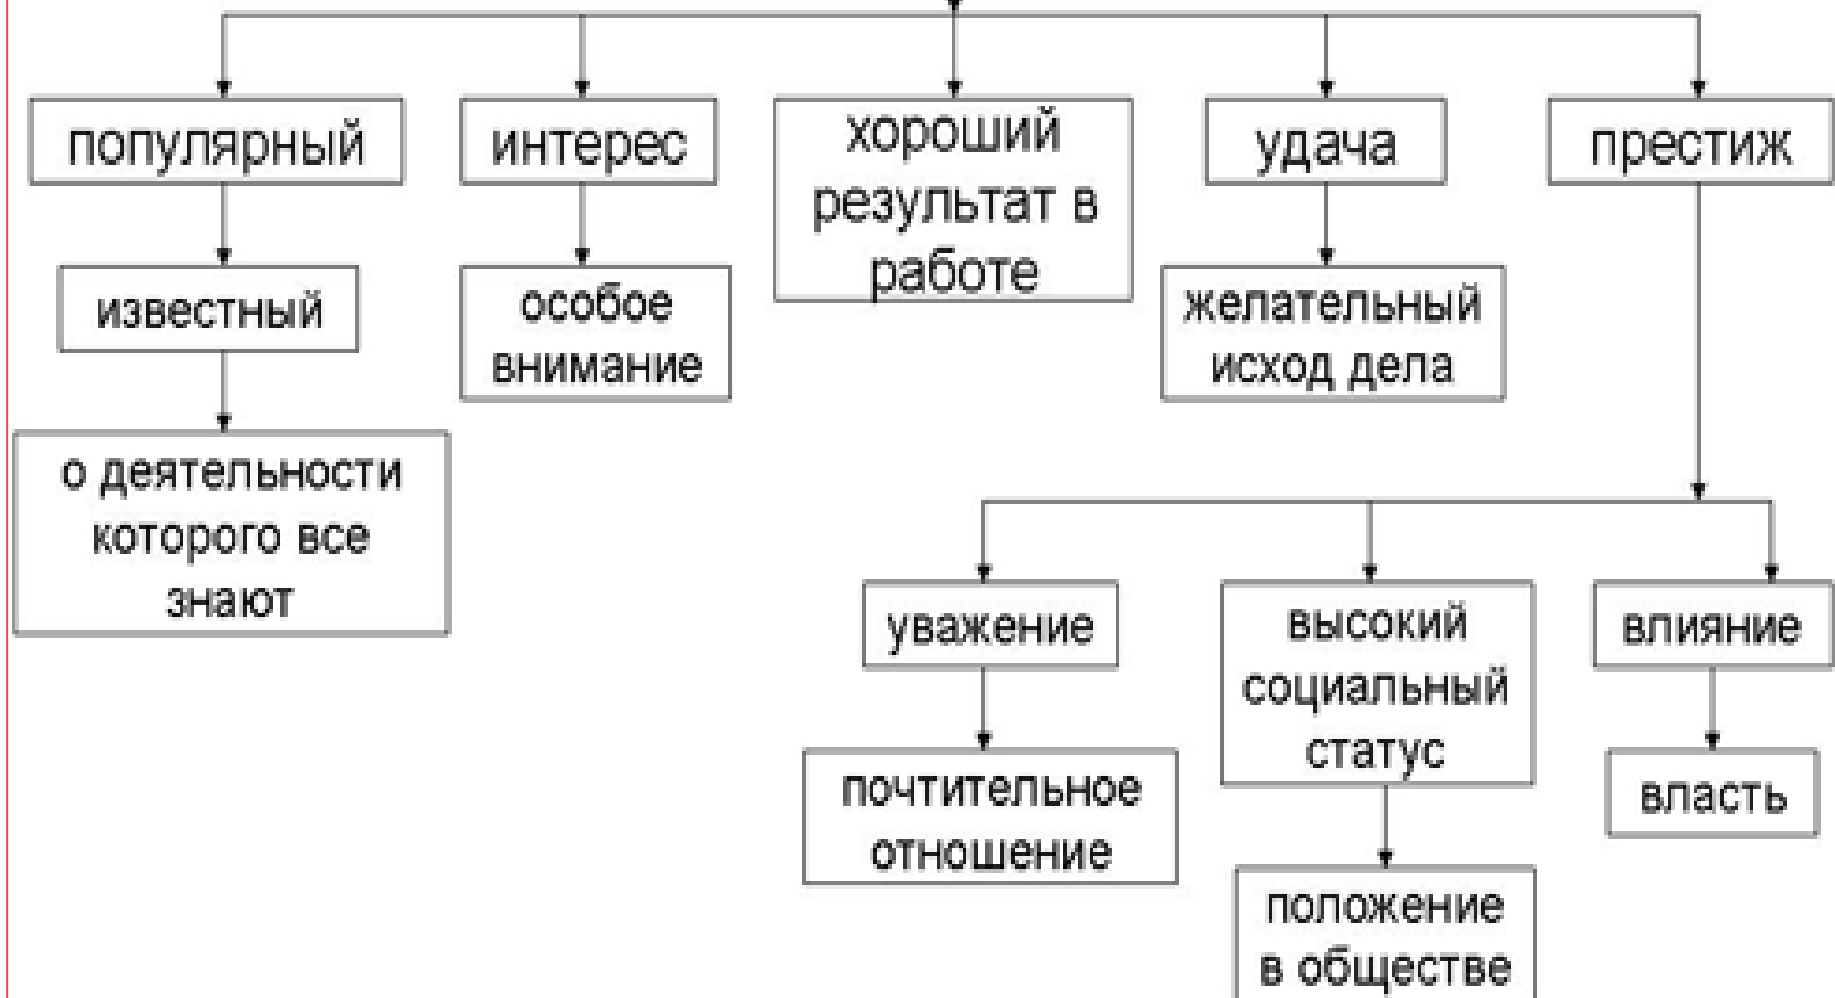 популярный
интерес
хороший
результат в
работе
удача
престиж
известный
особое
внимание
желательный
исход дела
о деятельности
которого все
знают
уважение
высокий
социальный
статус
влияние
почтительное
отношение
власть
положение
в обществе